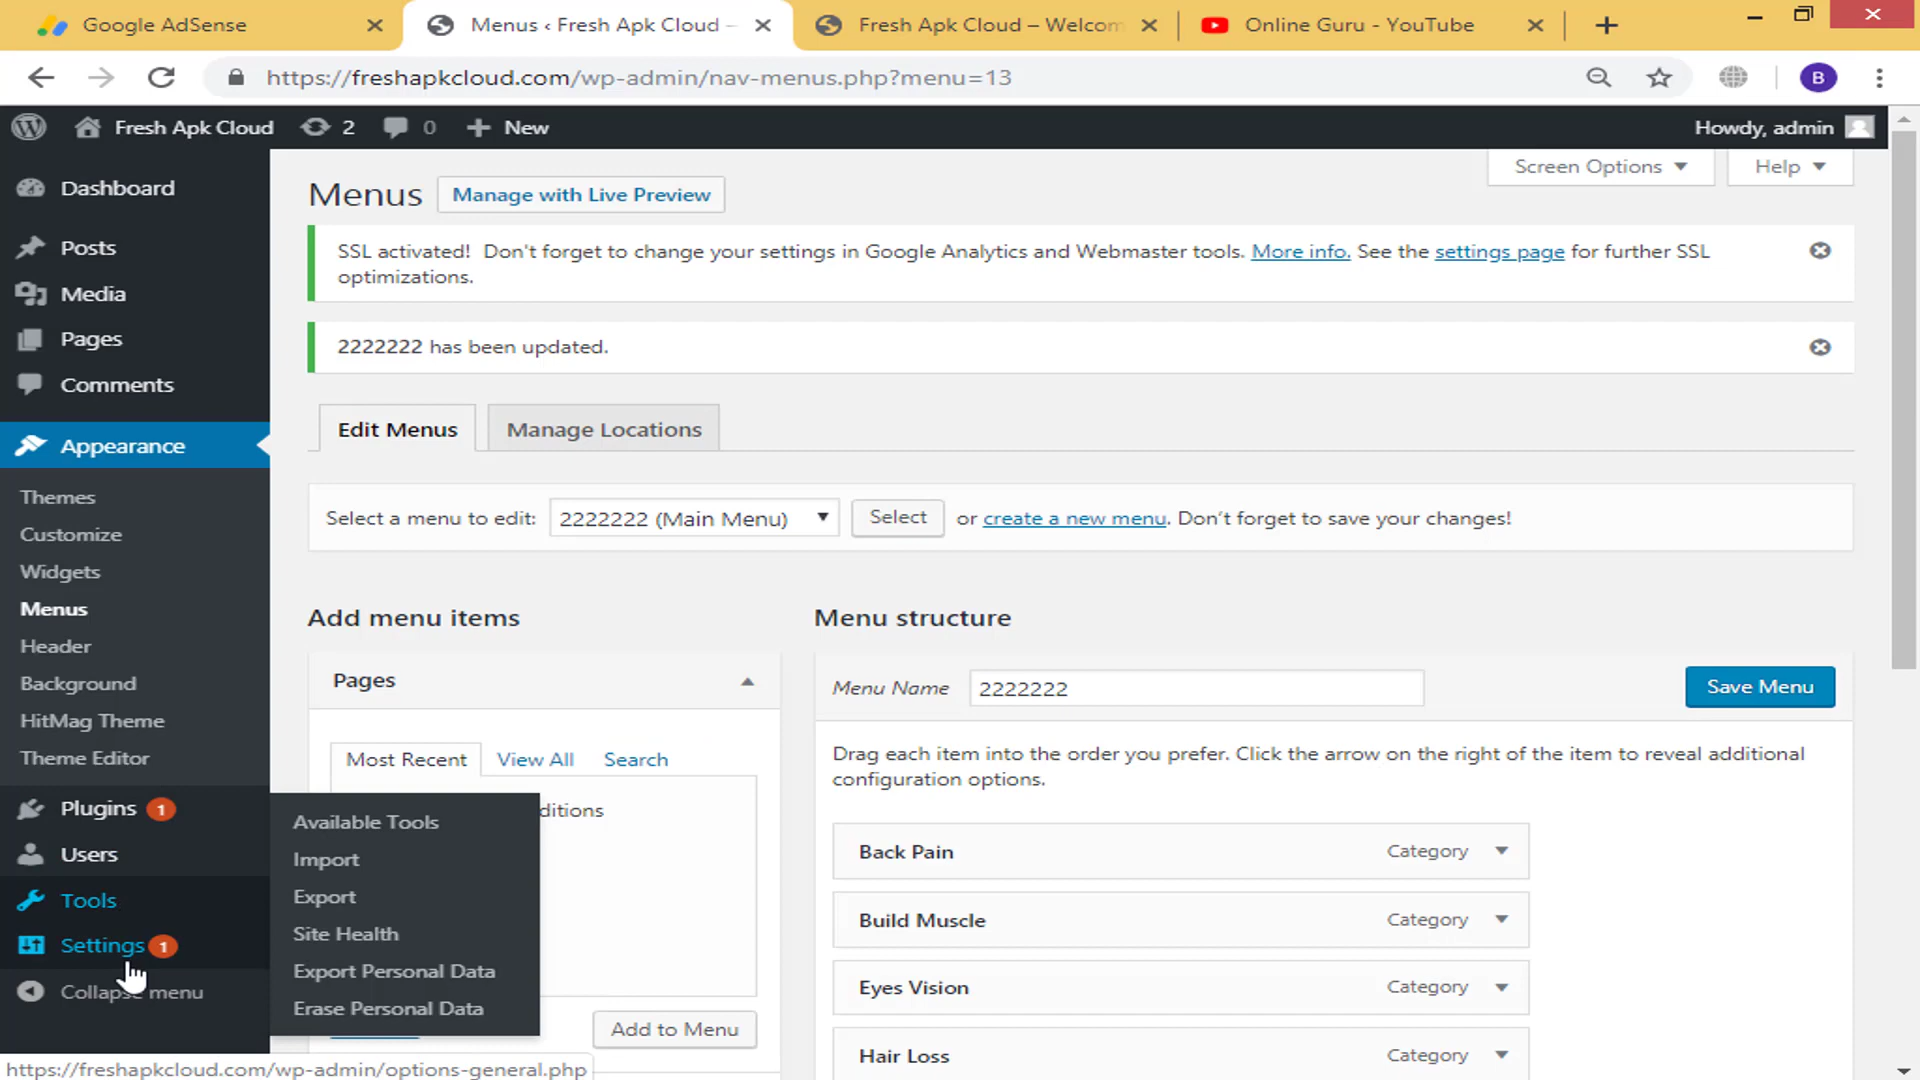 Google AdSense
Menus ‹ Fresh Apk Cloud –
Fresh Apk Cloud – Welcom
Online Guru - YouTube
https://freshapkcloud.com/wp-admin/nav-menus.php?menu=13
B
Fresh Apk Cloud
2
0
New
Howdy, admin
Dashboard
Posts
Media
Pages
Comments
Appearance
Themes
Customize
Widgets
Menus
Header
Background
HitMag Theme
Theme Editor
Plugins 1
Users
Tools
Settings 1
Collapse menu
Available Tools
Import
Export
Site Health
Export Personal Data
Erase Personal Data
https://freshapkcloud.com/wp-admin/options-general.php
Screen Options
Help
Menus
Manage with Live Preview
SSL activated!  Don't forget to change your settings in Google Analytics and Webmaster tools. More info. See the settings page for further SSL
optimizations.
2222222 has been updated.
Edit Menus
Manage Locations
Select a menu to edit: 2222222 (Main Menu) Select or create a new menu. Don’t forget to save your changes!
Add menu items
Pages
Most Recent
View All
Search
ditions
Add to Menu
Menu structure
Menu Name 2222222
Save Menu
Drag each item into the order you prefer. Click the arrow on the right of the item to reveal additional
configuration options.
Back Pain Category
Build Muscle Category
Eyes Vision Category
Hair Loss Category